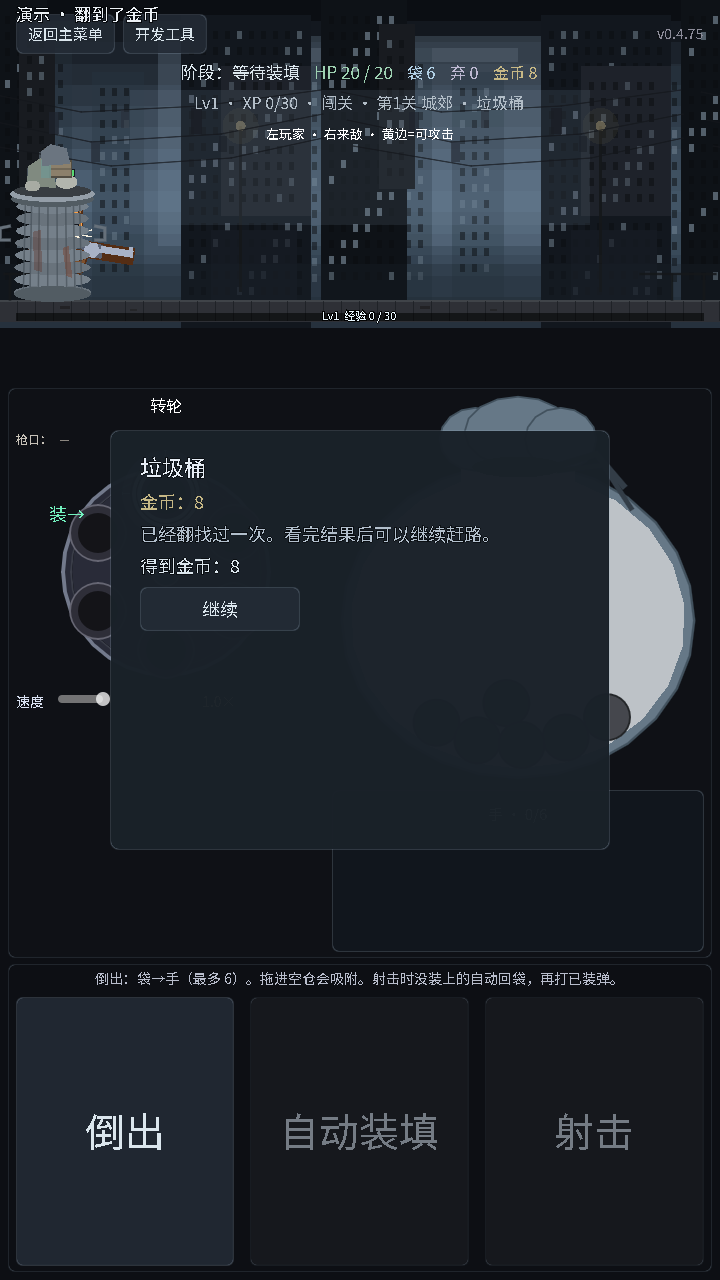 演示 · 翻到了金币
返回主菜单 开发工具 v0.4.75
阶段：等待装填 HP 20 / 20 袋 6 弃 0 金币 8
Lv1 · XP 0/30 · 闯关 · 第1关 城郊 · 垃圾桶
左玩家 · 右来敌 · 黄边=可攻击
Lv1 经验 0 / 30
转轮
枪口： —
装→
垃圾桶
金币：8
已经翻找过一次。看完结果后可以继续赶路。
得到金币：8
继续
速度
倒出：袋→手（最多 6）。拖进空仓会吸附。射击时没装上的自动回袋，再打已装弹。
倒出 自动装填 射击